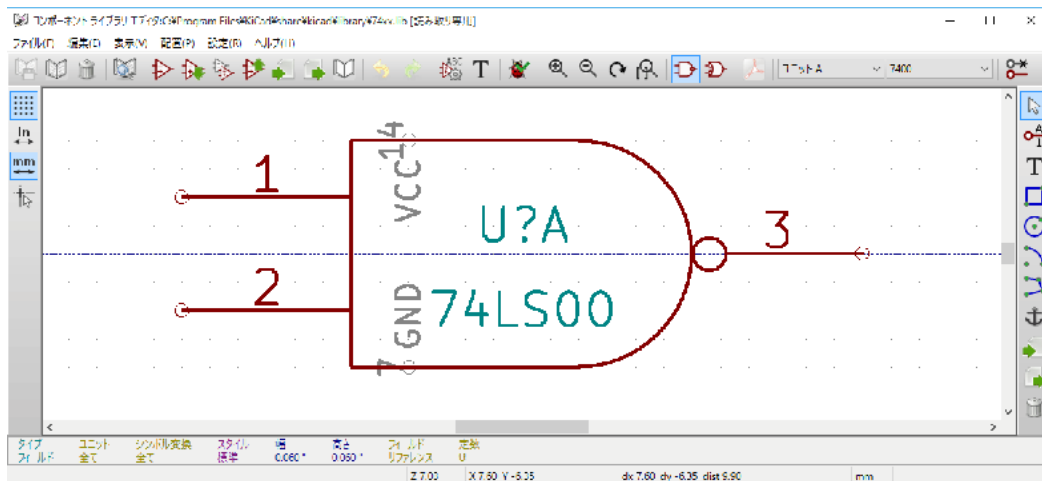 コンポーネント ライブラリ エディタ: C:¥Program Files¥KiCad¥share¥kicad¥library¥74xx.lib [読み取り専用]
ファイル(F) 編集(E) 表示(V) 配置(P) 設定(R) ヘルプ(H)
T ユニット A 7400
In
mm
T
14
VCC
1
U?A
3
2
74LS00
GND
7
タイプ ユニット シンボル変換 スタイル 幅 高さ フィールド 定数
フィールド 全て 全て 標準 0.060 " 0.060 " リファレンス U
Z 7.00 X 7.60 Y -6.35 dx 7.60 dy -6.35 dist 9.90 mm